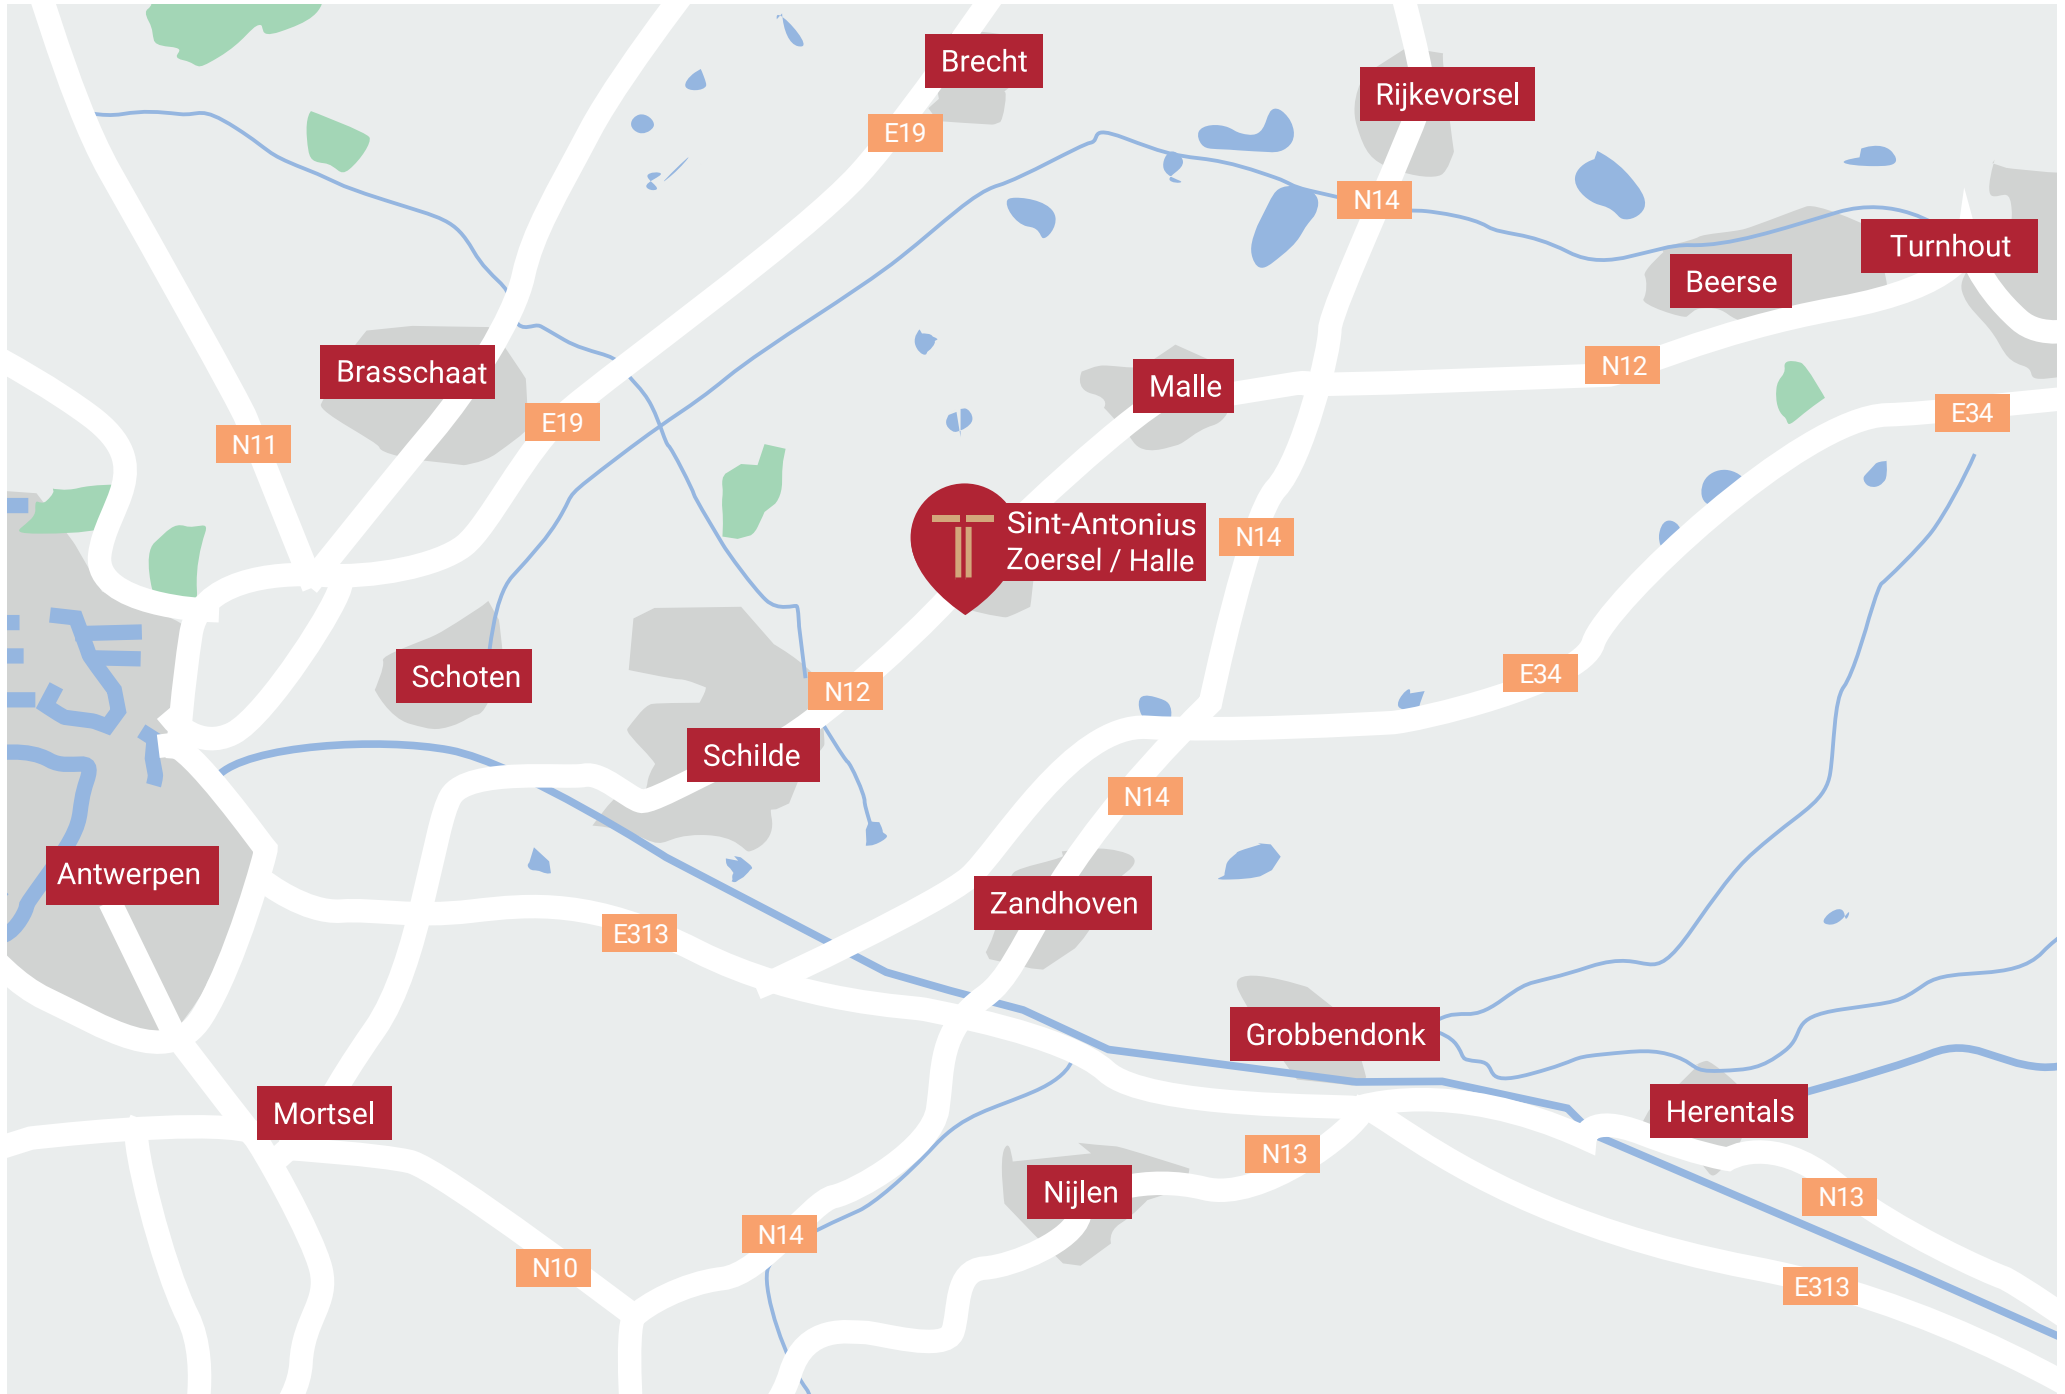 Brecht
Rijkevorsel
E19
N14
Turnhout
Beerse
Brasschaat
N12
Malle
E34
E19
N11
Sint-Antonius
Zoersel / Halle
N14
Schoten
E34
N12
Schilde
N14
Antwerpen
Zandhoven
E313
Grobbendonk
Mortsel
Herentals
N13
Nijlen
N13
N14
N10
E313